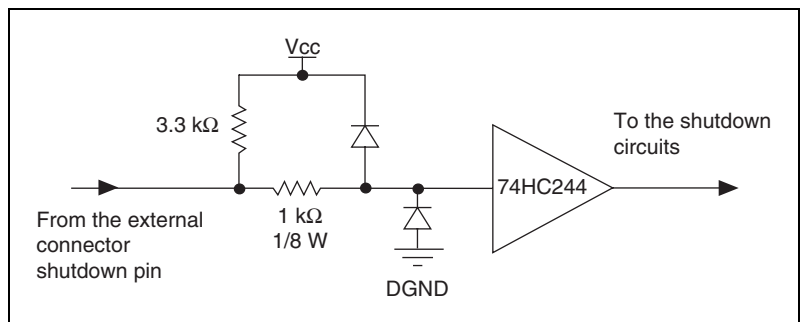 Vcc
3.3 kΩ
To the shutdown
circuits
74HC244
From the external
connector
shutdown pin
1 kΩ
1/8 W
DGND